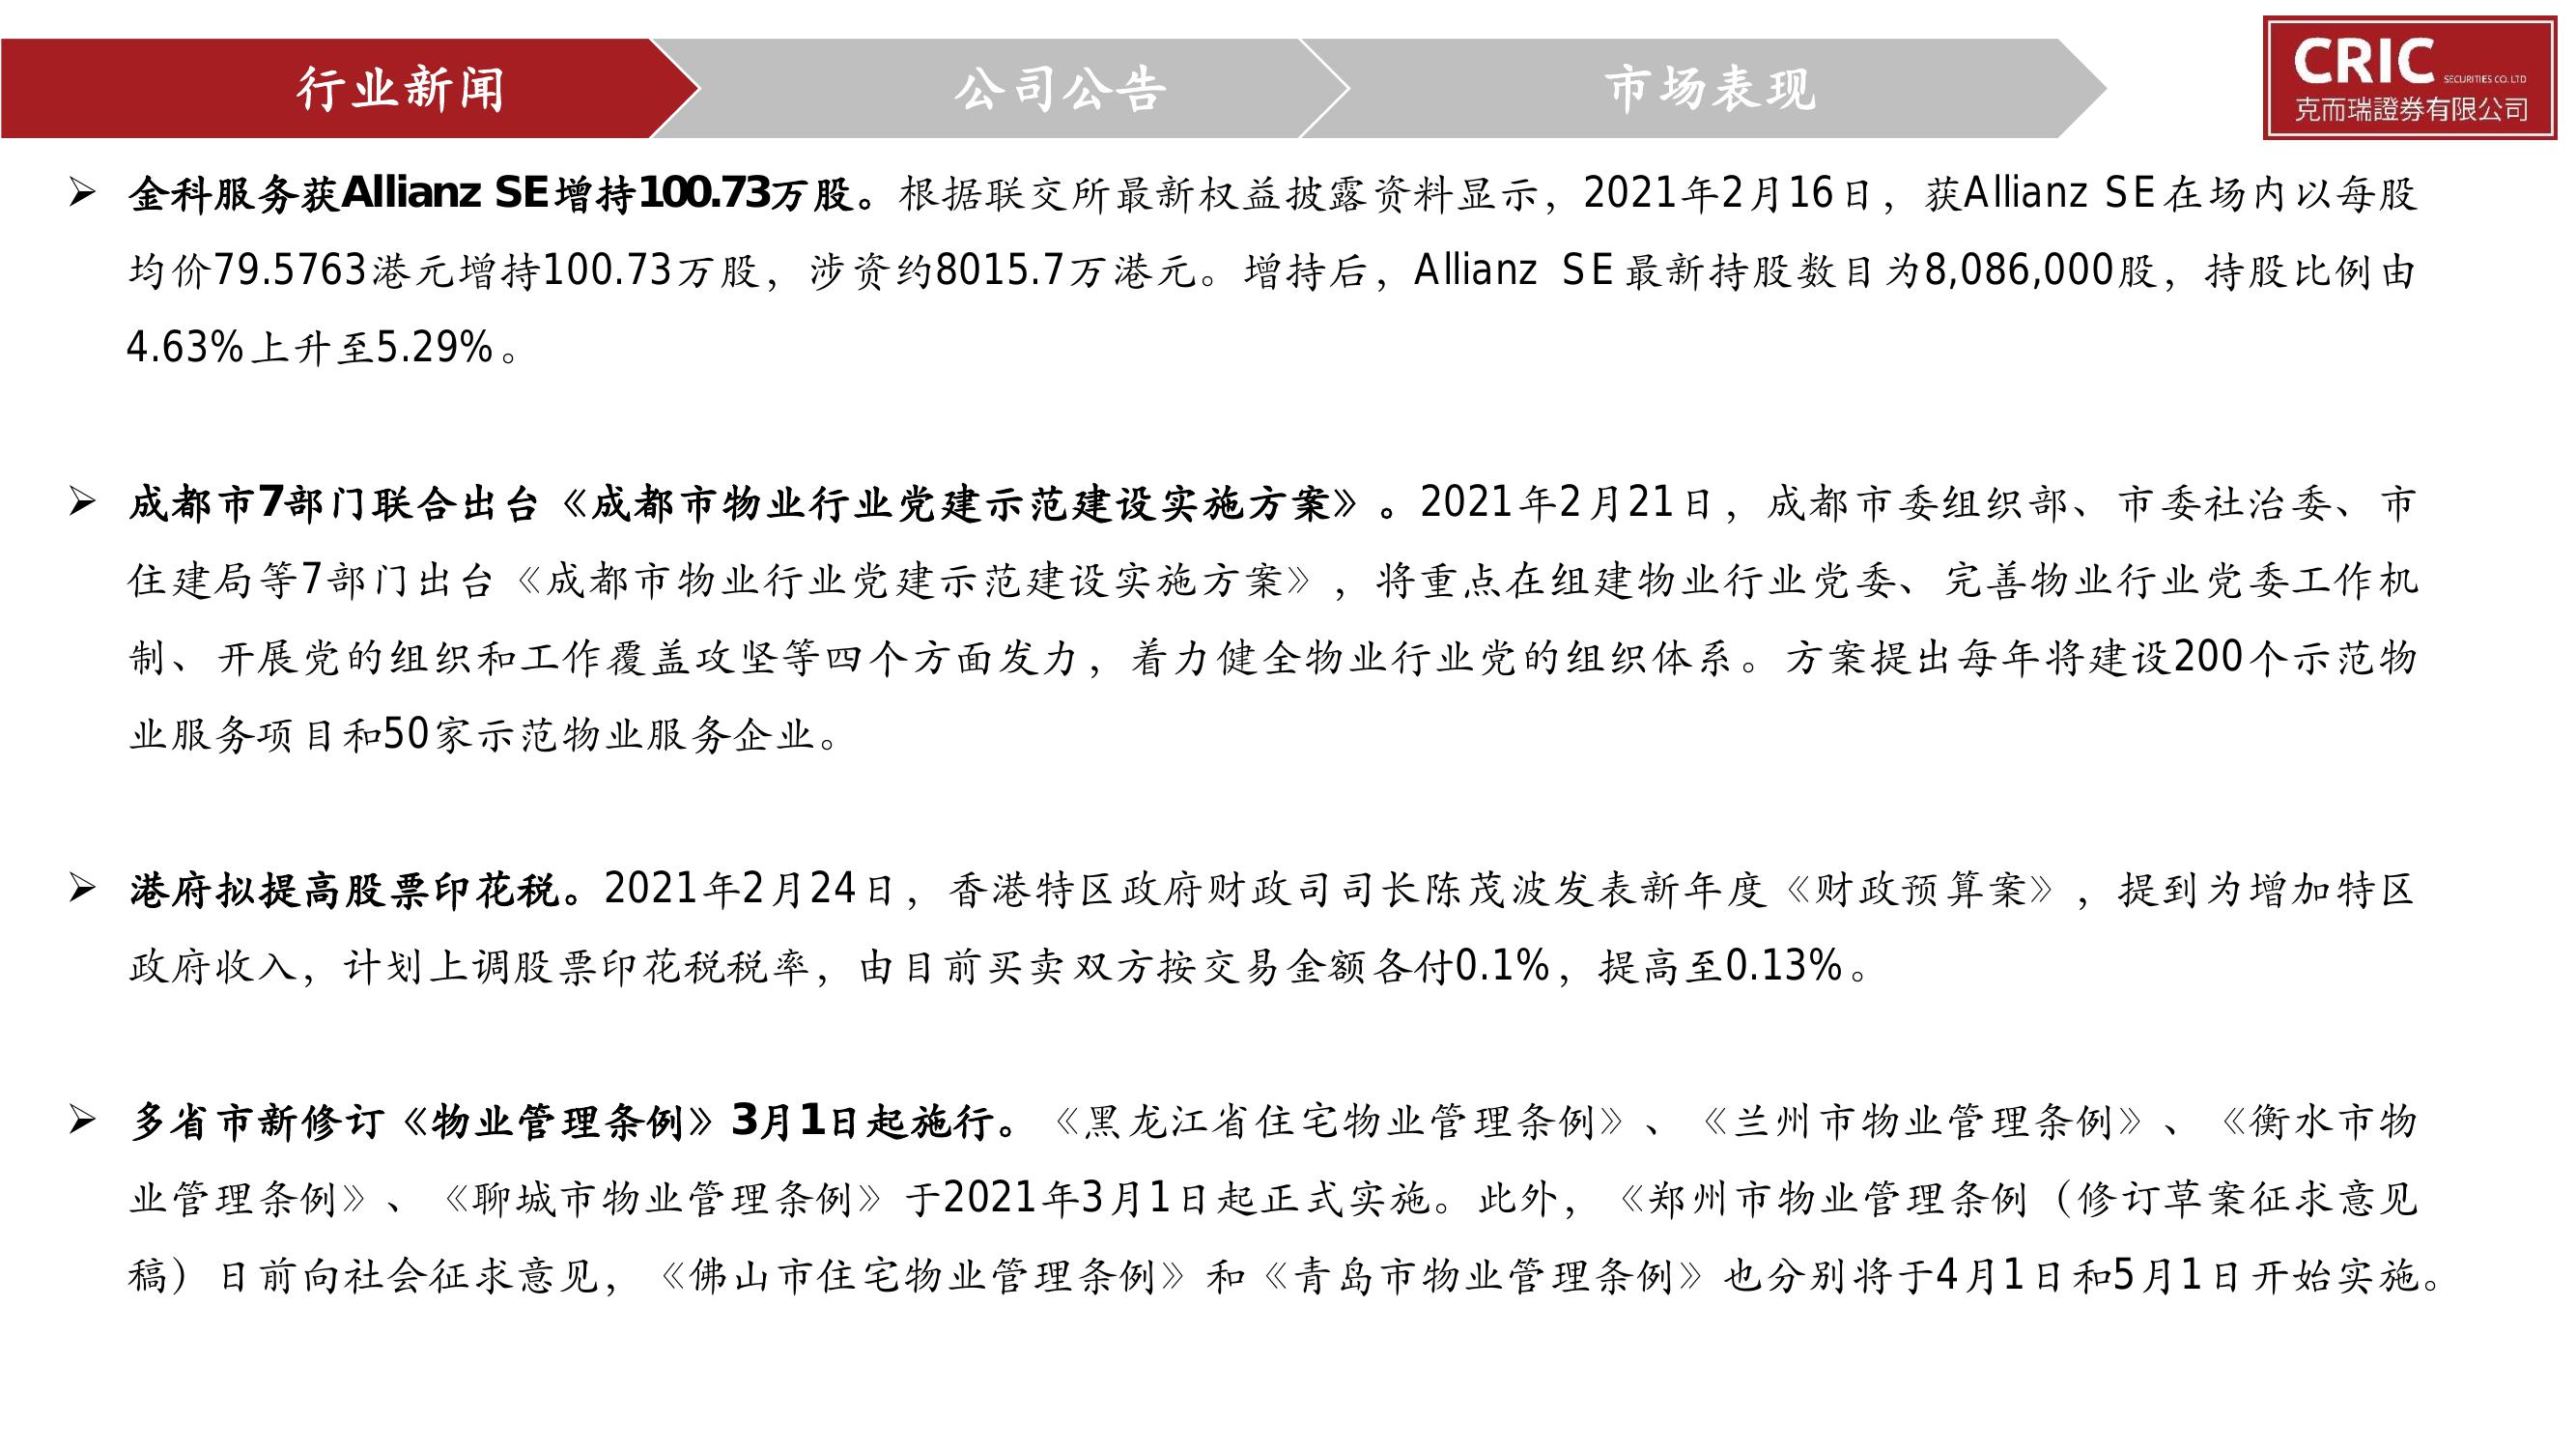 行业新闻
公司公告
市场表现
CRIC SECURITIES CO. LTD
克而瑞證券有限公司
➢ 金科服务获Allianz SE增持100.73万股。根据联交所最新权益披露资料显示，2021年2月16日，获Allianz SE在场内以每股
均价79.5763港元增持100.73万股，涉资约8015.7万港元。增持后，Allianz SE最新持股数目为8,086,000股，持股比例由
4.63%上升至5.29%。
➢ 成都市7部门联合出台《成都市物业行业党建示范建设实施方案》。2021年2月21日，成都市委组织部、市委社治委、市
住建局等7部门出台《成都市物业行业党建示范建设实施方案》，将重点在组建物业行业党委、完善物业行业党委工作机
制、开展党的组织和工作覆盖攻坚等四个方面发力，着力健全物业行业党的组织体系。方案提出每年将建设200个示范物
业服务项目和50家示范物业服务企业。
➢ 港府拟提高股票印花税。2021年2月24日，香港特区政府财政司司长陈茂波发表新年度《财政预算案》，提到为增加特区
政府收入，计划上调股票印花税税率，由目前买卖双方按交易金额各付0.1%，提高至0.13%。
➢ 多省市新修订《物业管理条例》3月1日起施行。《黑龙江省住宅物业管理条例》、《兰州市物业管理条例》、《衡水市物
业管理条例》、《聊城市物业管理条例》于2021年3月1日起正式实施。此外，《郑州市物业管理条例（修订草案征求意见
稿）日前向社会征求意见，《佛山市住宅物业管理条例》和《青岛市物业管理条例》也分别将于4月1日和5月1日开始实施。